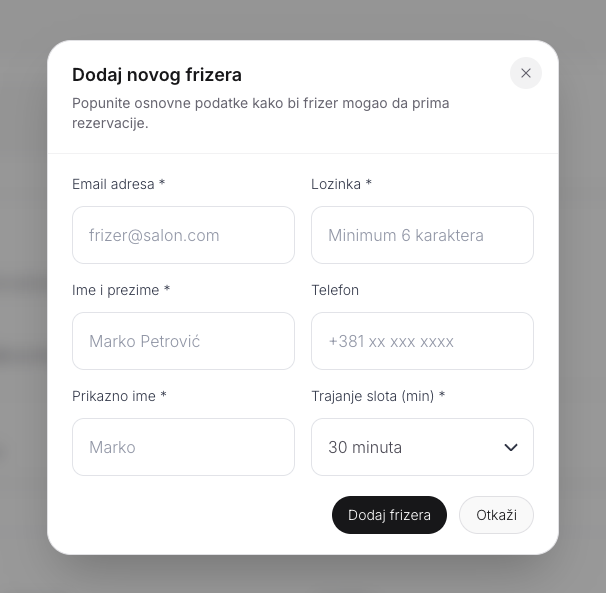 Dodaj novog frizera
Popunite osnovne podatke kako bi frizer mogao da prima
rezervacije.
Email adresa *
Lozinka *
frizer@salon.com
Minimum 6 karaktera
Ime i prezime *
Telefon
Marko Petrović
+381 xx xxx xxxx
Prikazno ime *
Trajanje slota (min) *
Marko
30 minuta
Dodaj frizera
Otkaži